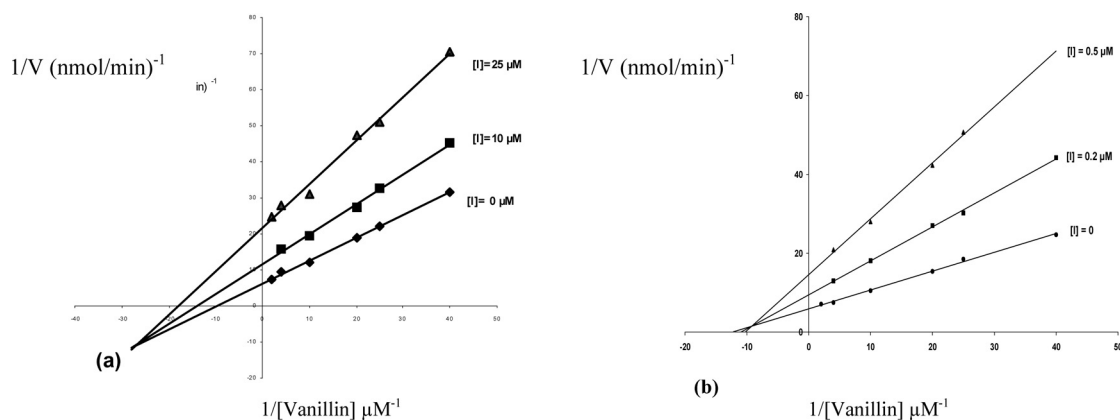 80
70
1/V (nmol/min)⁻¹
[I]= 25 µM
60
in) ⁻¹
50
[I]= 10 µM
40
30
[I]= 0 µM
20
10
0
-40 -30 -20 -10 0 10 20 30 40 50
-10
(a)
-20
1/[Vanillin] µM⁻¹
80
[I] = 0.5 µM
1/V (nmol/min)⁻¹
60
[I] = 0.2 µM
40
[I] = 0
20
0
-20 -10 0 10 20 30 40
(b)
1/[Vanillin] µM⁻¹